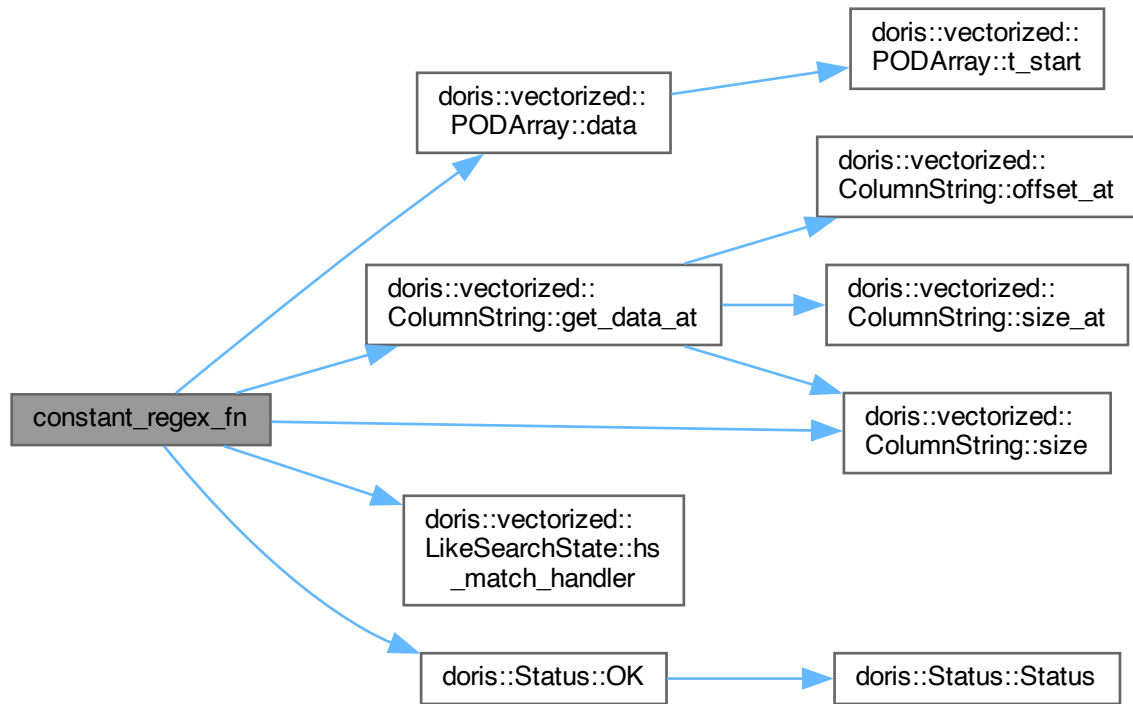 doris::vectorized::
PODArray::t_start
doris::vectorized::
PODArray::data
doris::vectorized::
ColumnString::offset_at
doris::vectorized::
ColumnString::get_data_at
doris::vectorized::
ColumnString::size_at
constant_regex_fn
doris::vectorized::
ColumnString::size
doris::vectorized::
LikeSearchState::hs
_match_handler
doris::Status::OK
doris::Status::Status